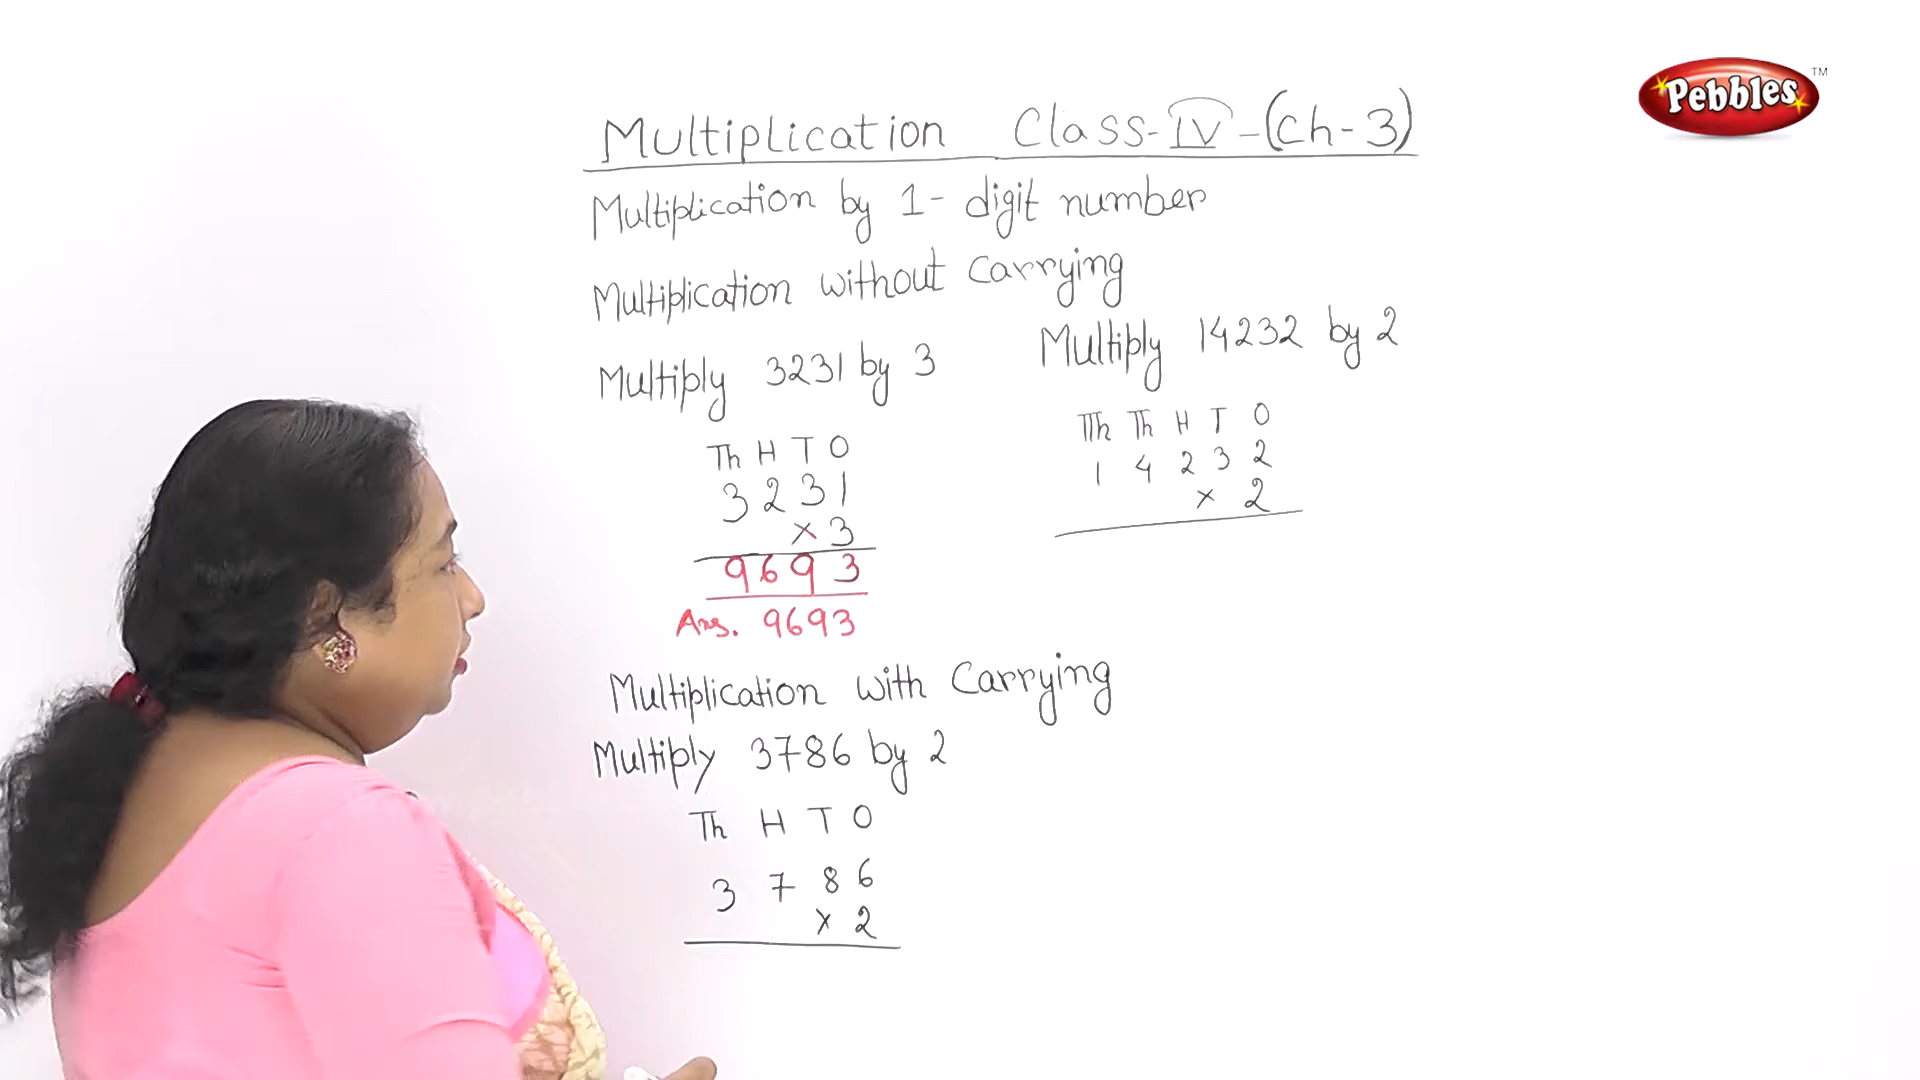 Pebbles™
Multiplication Class-IV-(Ch-3)
Multiplication by 1- digit number
Multiplication without Carrying
Multiply 3231 by 3
Th H T O
3 2 3 1
× 3
9 6 9 3
Ans. 9693
Multiply 14232 by 2
TTh Th H T O
1 4 2 3 2
× 2
Multiplication with Carrying
Multiply 3786 by 2
Th H T O
3 7 8 6
× 2